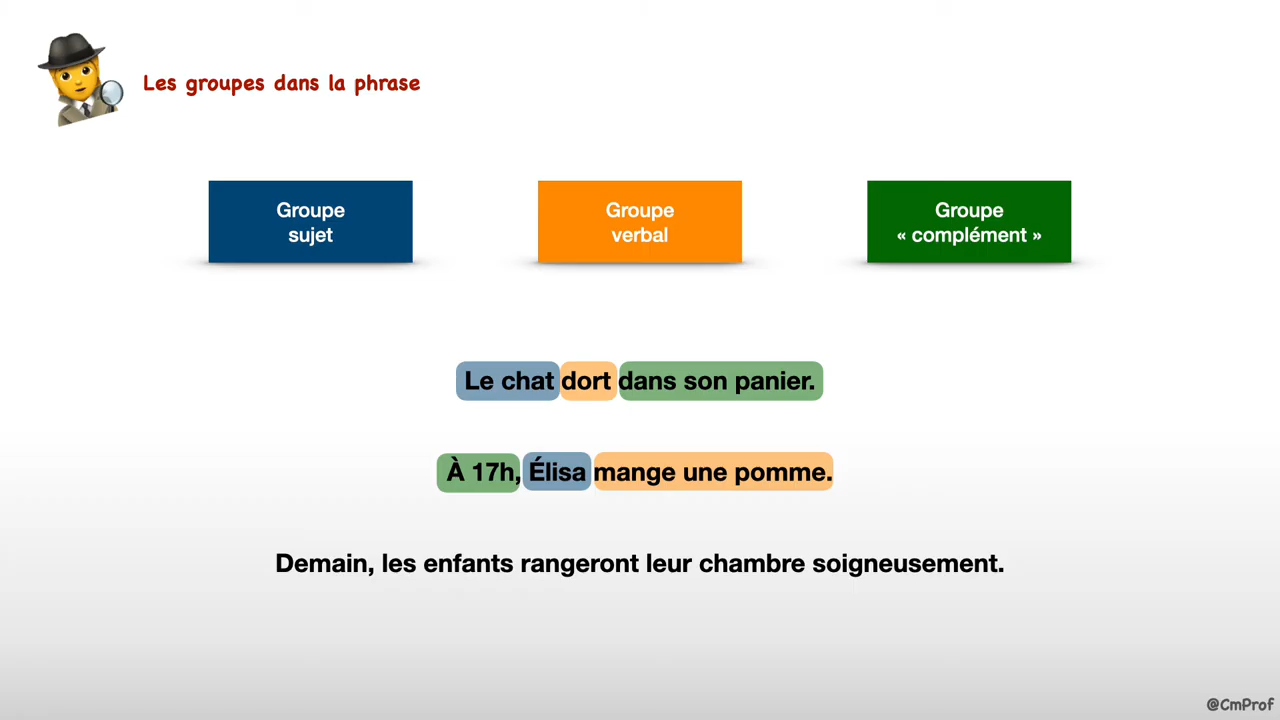 Les groupes dans la phrase
Groupe
sujet
Groupe
verbal
Groupe
« complément »
Le chat dort dans son panier.
À 17h, Élisa mange une pomme.
Demain, les enfants rangeront leur chambre soigneusement.
@CmProf